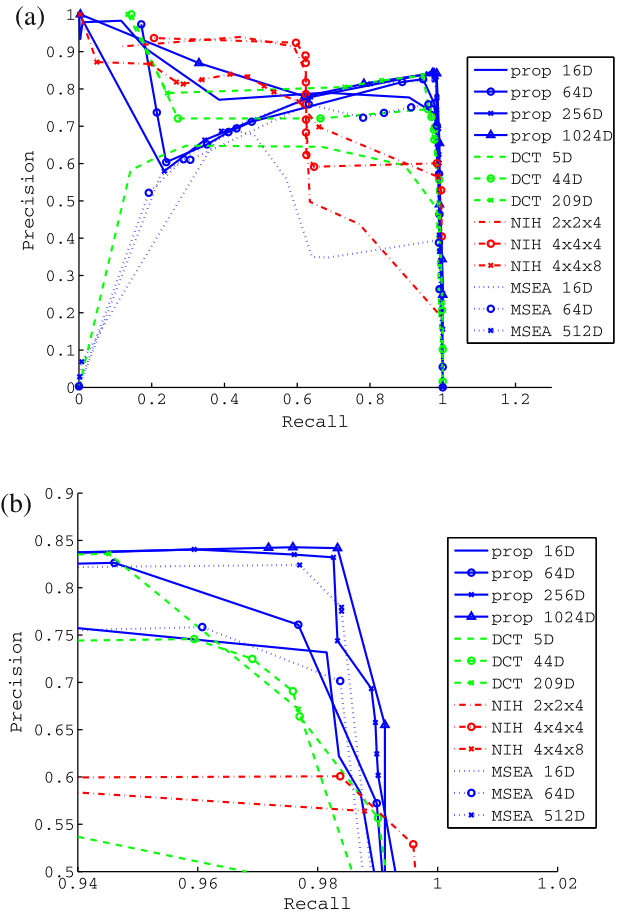 (a)
1
0.9
0.8
0.7
0.6
0.5
0.4
0.3
0.2
0.1
0
Precision
0 0.2 0.4 0.6 0.8 1 1.2
Recall
prop 16D
prop 64D
prop 256D
prop 1024D
DCT 5D
DCT 44D
DCT 209D
NIH 2x2x4
NIH 4x4x4
NIH 4x4x8
MSEA 16D
MSEA 64D
MSEA 512D
(b)
0.9
0.85
0.8
0.75
0.7
0.65
0.6
0.55
0.5
Precision
0.94 0.96 0.98 1 1.02
Recall
prop 16D
prop 64D
prop 256D
prop 1024D
DCT 5D
DCT 44D
DCT 209D
NIH 2x2x4
NIH 4x4x4
NIH 4x4x8
MSEA 16D
MSEA 64D
MSEA 512D